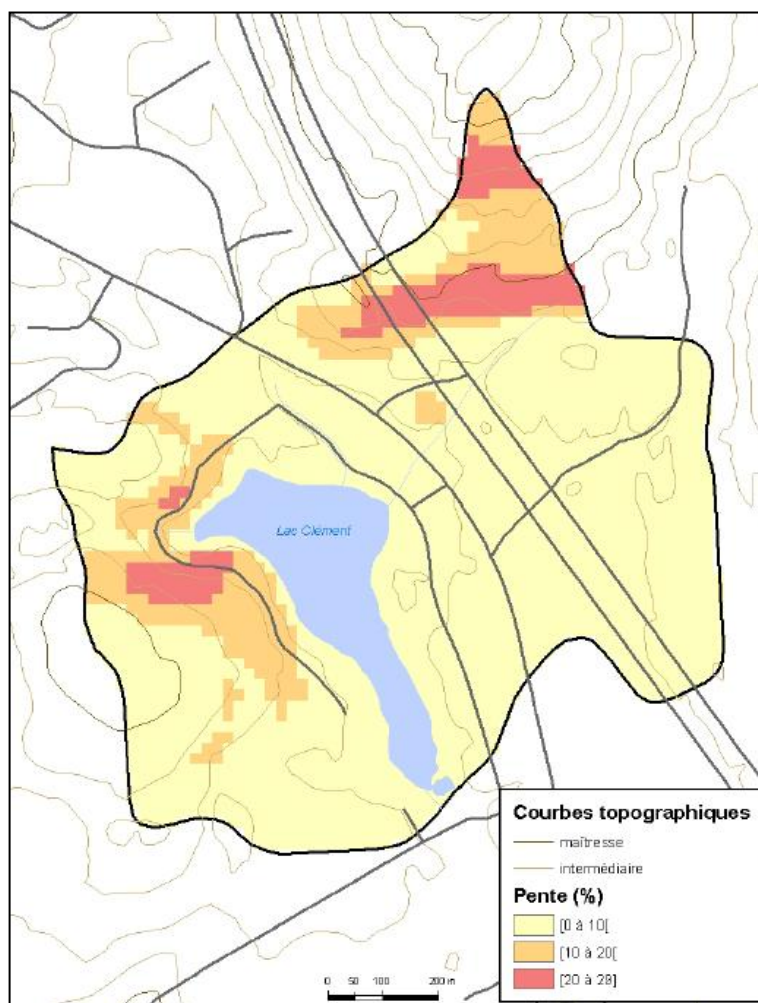 Lac Clément
Courbes topographiques
maîtresse
intermédiaire
Pente (%)
[0 à 10[
[10 à 20[
[20 à 28]
0 50 100 200 m